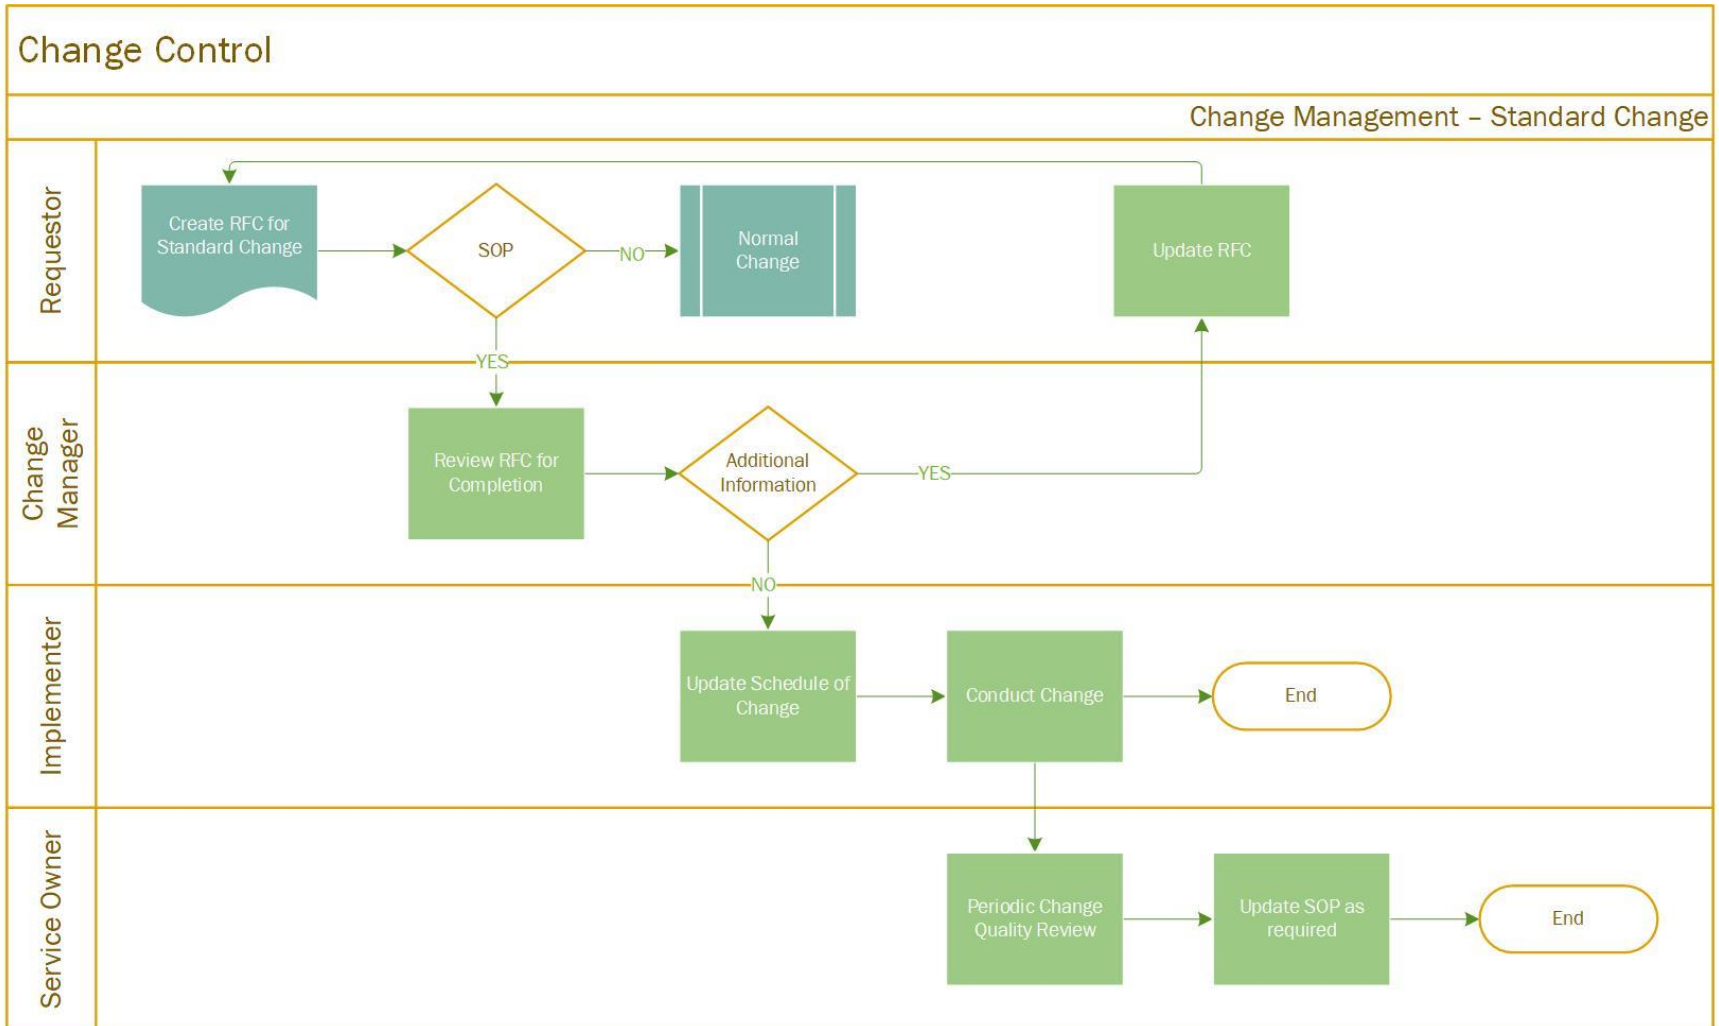 Change Control
Change Management – Standard Change
Requestor
Create RFC for
Standard Change
SOP
NO
Normal
Change
Update RFC
YES
Change
Manager
Review RFC for
Completion
Additional
Information
YES
NO
Implementer
Update Schedule of
Change
Conduct Change
End
Service Owner
Periodic Change
Quality Review
Update SOP as
required
End